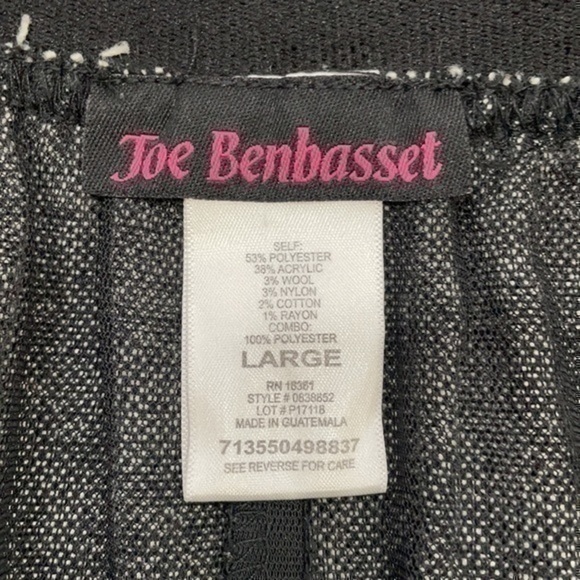 Joe Benbasset
SELF:
53% POLYESTER
38% ACRYLIC
3% WOOL
3% NYLON
2% COTTON
1% RAYON
COMBO:
100% POLYESTER
LARGE
RN 16361
STYLE # 0638852
LOT # P17118
MADE IN GUATEMALA
713550498837
SEE REVERSE FOR CARE